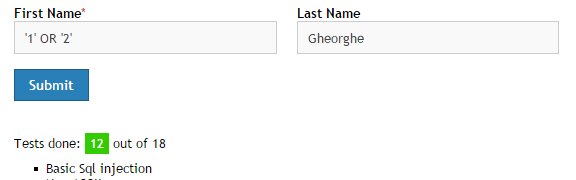 First Name*
Last Name
'1' OR '2'
Gheorghe
Submit
Tests done: 12 out of 18
Basic Sql injection